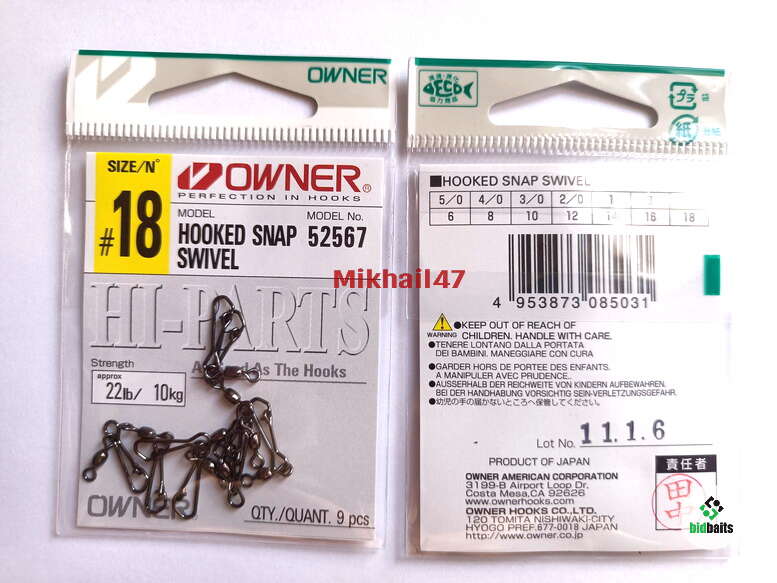 OWNER
SIZE/N°
#18
OWNER®
PERFECTION IN HOOKS
MODEL
MODEL No.
HOOKED SNAP SWIVEL
52567
HI-PARTS
As The Hooks
Strength
approx
22lb/ 10kg
OWNER
QTY./QUANT. 9 pcs
Mikhail47
ECO
プラ
紙
■HOOKED SNAP SWIVEL
5/0 4/0 3/0 2/0 1
6 8 10 12 14 16 18
4 953873 085031
WARNING
●KEEP OUT OF REACH OF
CHILDREN. HANDLE WITH CARE.
●TENERE LONTANO DALLA PORTATA
DEI BAMBINI. MANEGGIARE CON CURA
●GARDER HORS DE PORTEE DES ENFANTS.
A MANIPULER AVEC PRUDENCE.
●AUSSERHALB DER REICHWEITE VON KINDERN AUFBEWAHREN.
BEI DER HANDHABUNG VORSICHTIG SEIN-VERLETZUNGSGEFAHR.
●幼児の手の届かないところへ保管してください。
Lot No. 11.1.6
PRODUCT OF JAPAN
OWNER AMERICAN CORPORATION
3199-B Airport Loop Dr.
Costa Mesa,CA 92626
www.ownerhooks.com
OWNER HOOKS CO.,LTD.
120 TOMITA NISHIWAKI-CITY
HYOGO PREF.677-0018 JAPAN
www.owner.co.jp
責任者
田中
bidbaits